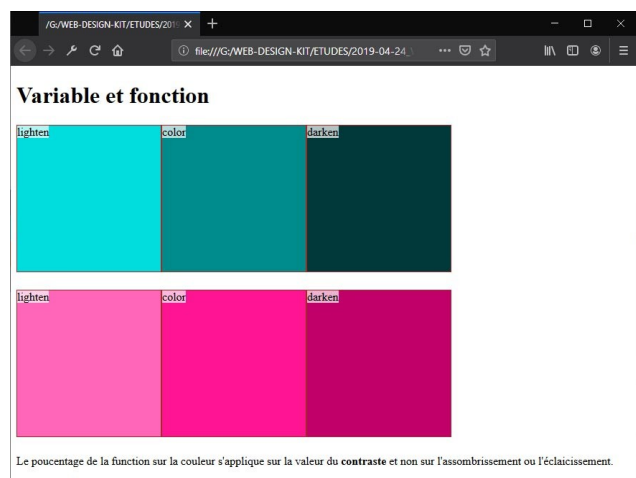 /G:/WEB-DESIGN-KIT/ETUDES/2019
file:///G:/WEB-DESIGN-KIT/ETUDES/2019-04-24_
Variable et fonction
lighten color darken
lighten color darken
Le poucentage de la function sur la couleur s'applique sur la valeur du contraste et non sur l'assombrissement ou l'éclaicissement.